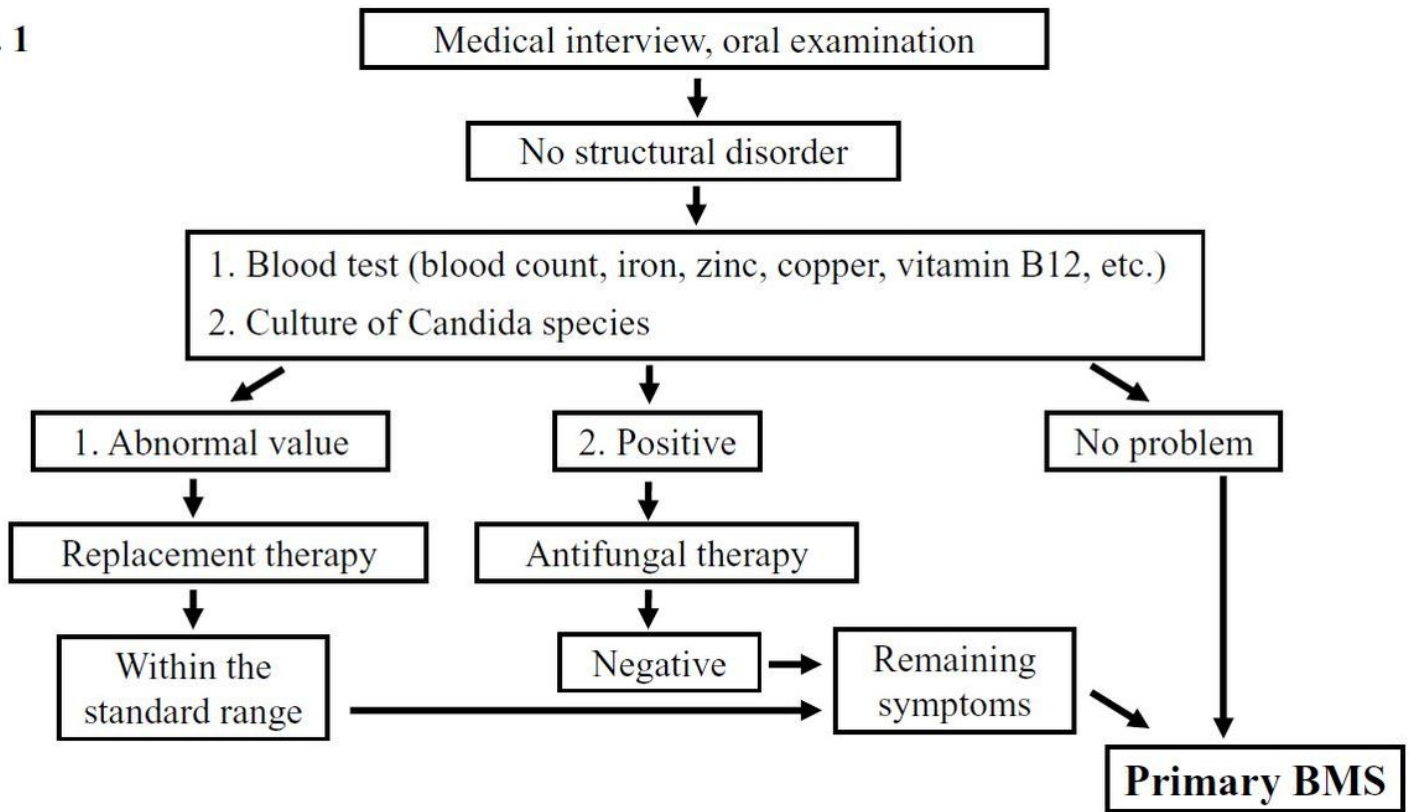 . 1
Medical interview, oral examination
No structural disorder
1. Blood test (blood count, iron, zinc, copper, vitamin B12, etc.)
2. Culture of Candida species
1. Abnormal value
2. Positive
No problem
Replacement therapy
Antifungal therapy
Within the
standard range
Negative
Remaining
symptoms
Primary BMS